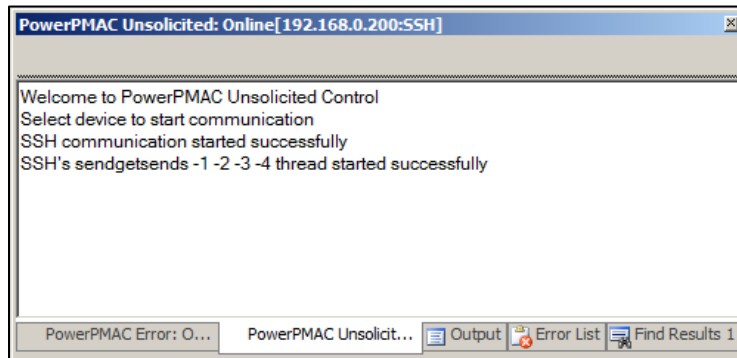 PowerPMAC Unsolicited: Online[192.168.0.200:SSH]
Welcome to PowerPMAC Unsolicited Control
Select device to start communication
SSH communication started successfully
SSH's sendgetsends -1 -2 -3 -4 thread started successfully
PowerPMAC Error: O... PowerPMAC Unsolicit... Output Error List Find Results 1